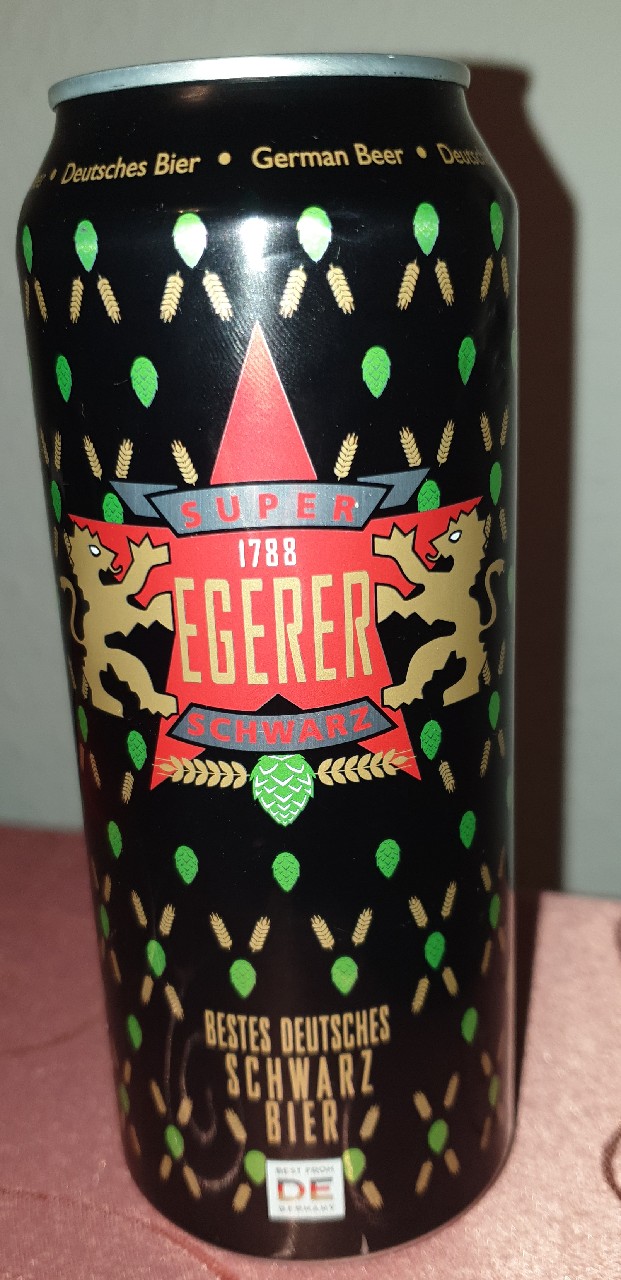 • Deutsches Bier • German Beer •
SUPER
1788
EGERER
SCHWARZ
BESTES DEUTSCHES
SCHWARZ
BIER
BEST FROM
DE
GERMANY